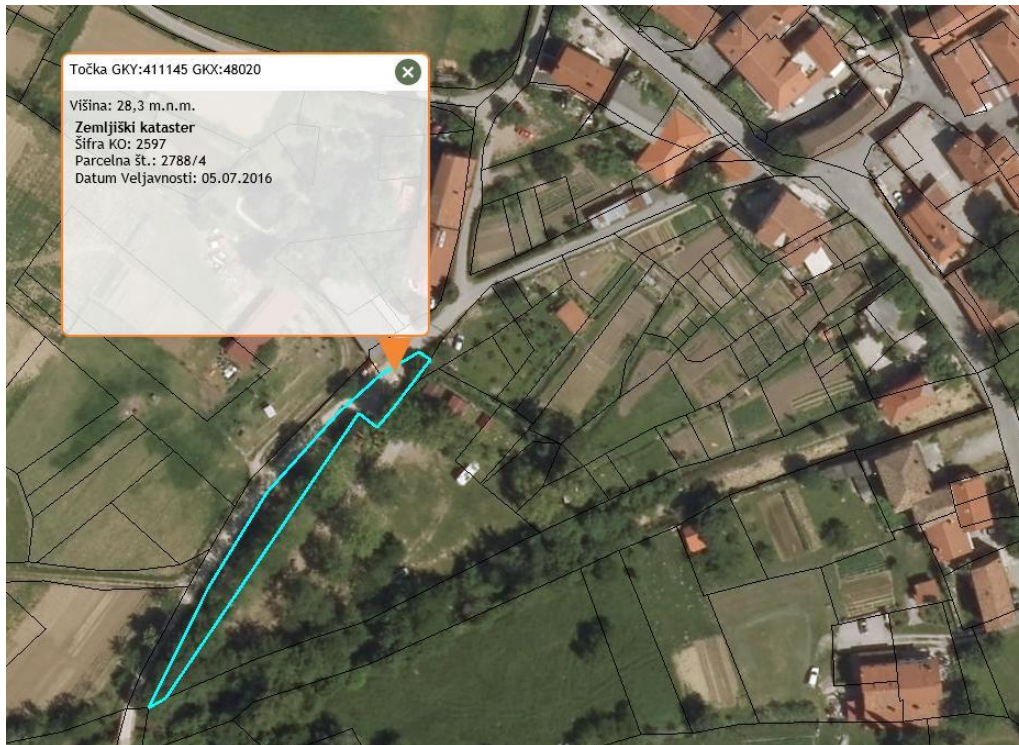 Točka GKY:411145 GKX:48020
Višina: 28,3 m.n.m.
Zemljiški kataster
Šifra KO: 2597
Parcelna št.: 2788/4
Datum Veljavnosti: 05.07.2016